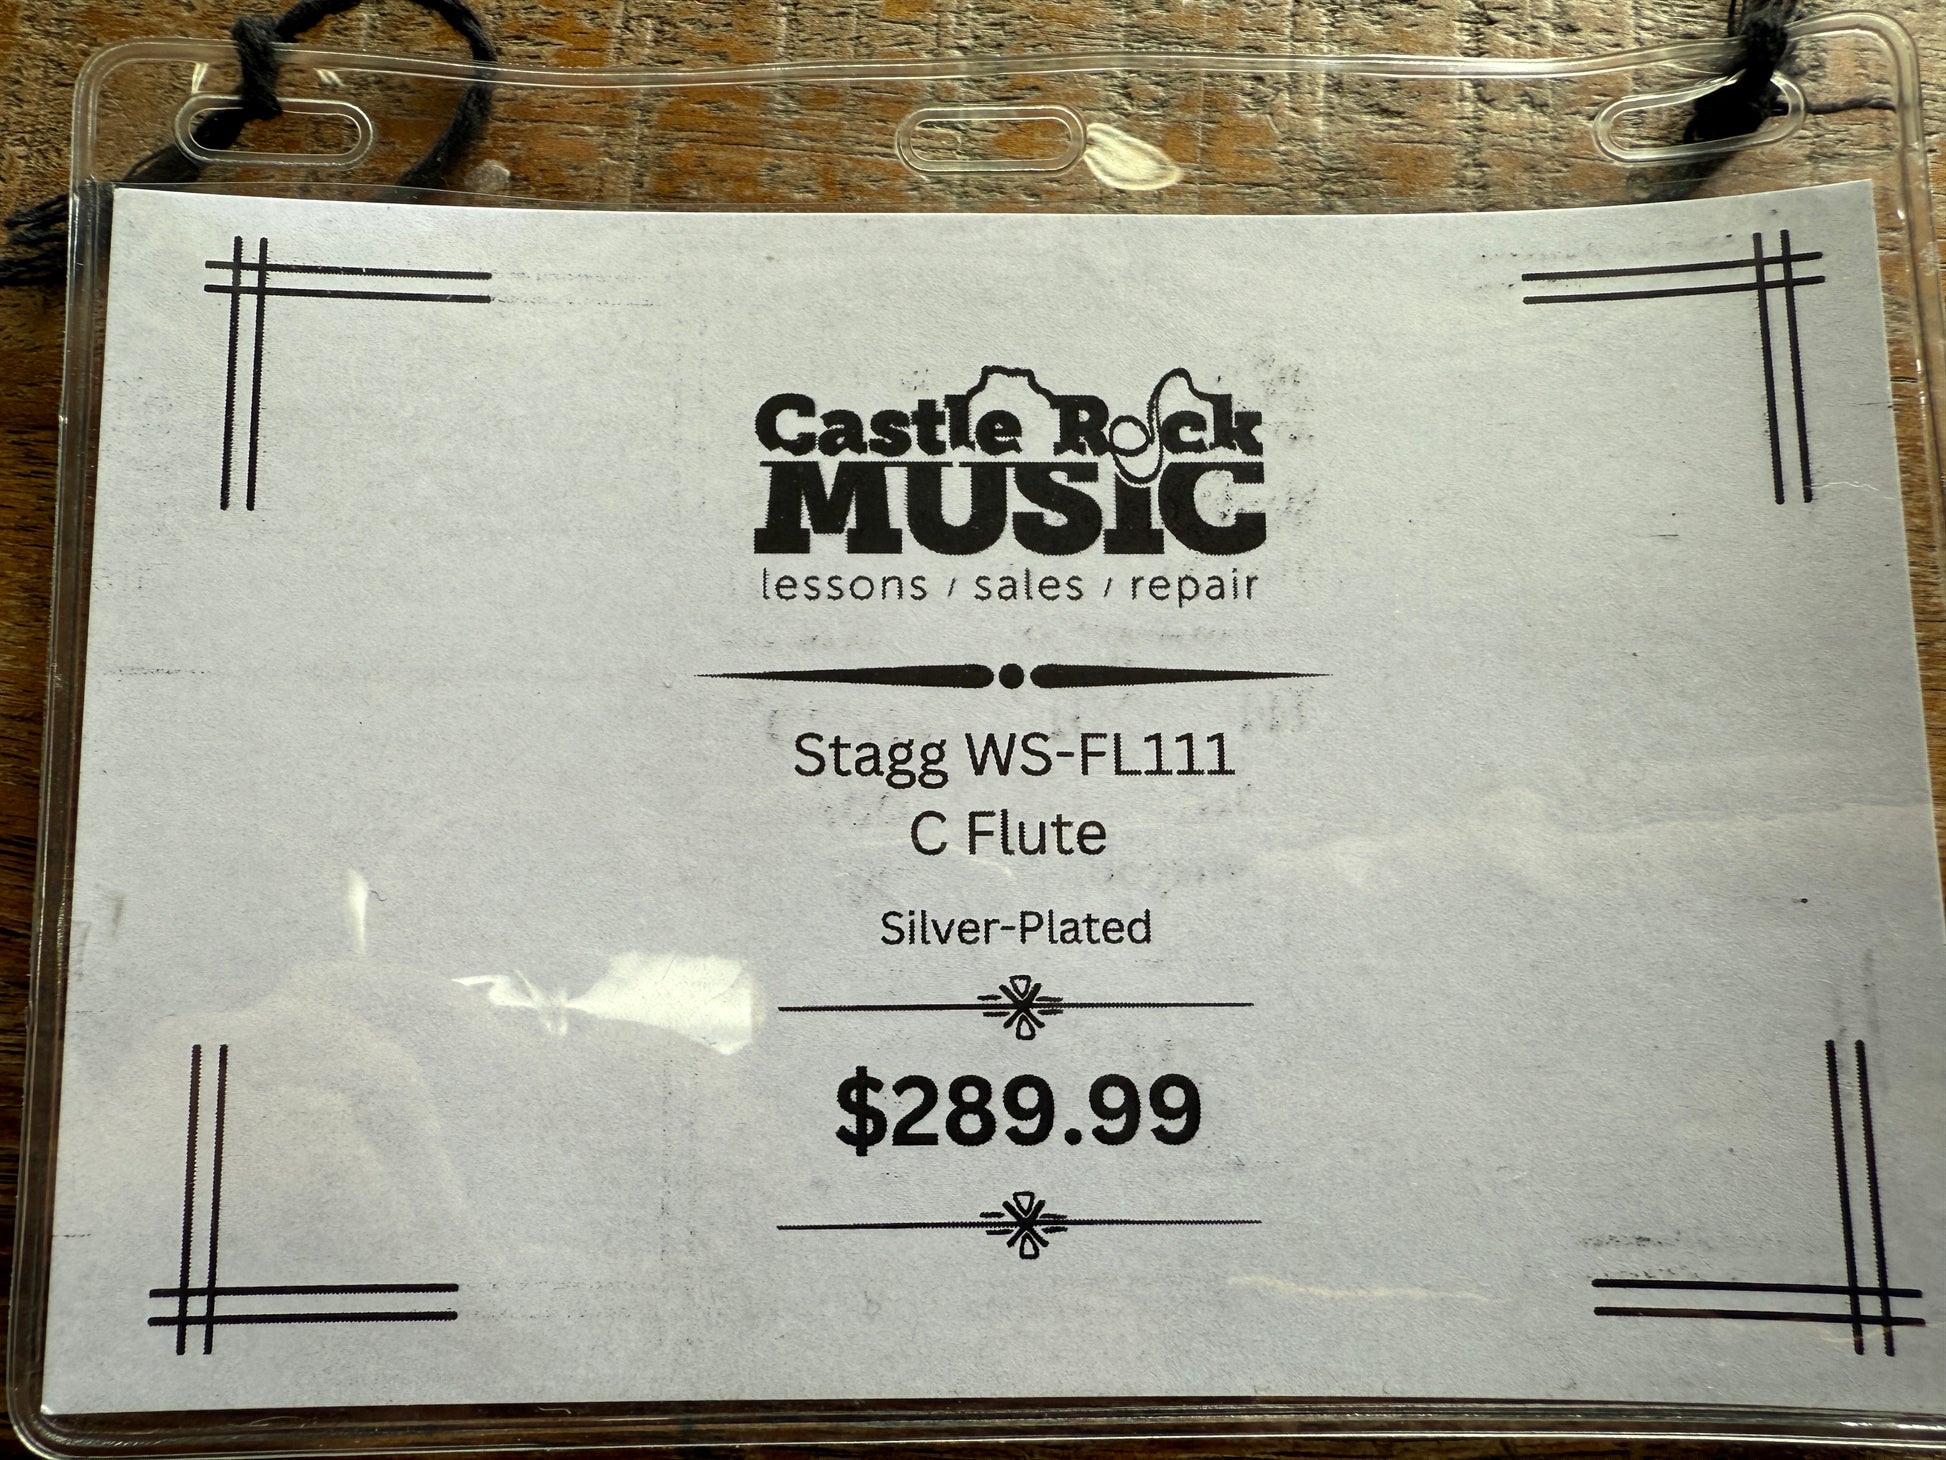 Castle Rock
MUSIC
lessons / sales / repair
Stagg WS-FL111
C Flute
Silver-Plated
$289.99